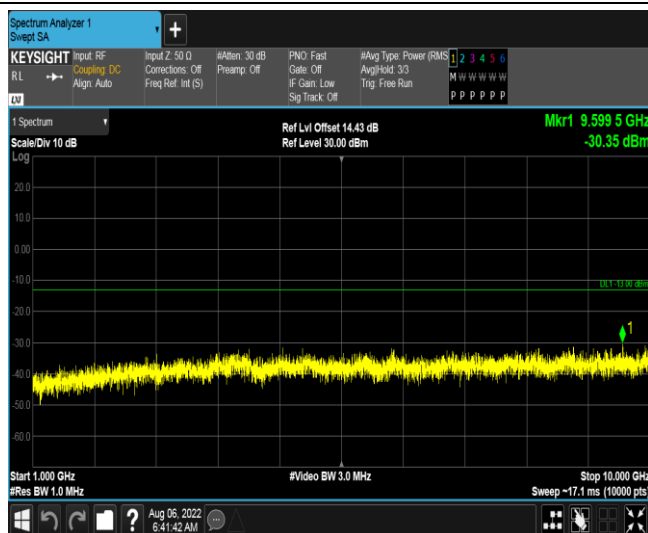 Spectrum Analyzer 1
Swept SA
+
KEYSIGHT
RL
LXI
Input: RF
Coupling: DC
Align: Auto
Input Z: 50 Ω
Corrections: Off
Freq Ref: Int (S)
#Atten: 30 dB
Preamp: Off
PNO: Fast
Gate: Off
IF Gain: Low
Sig Track: Off
#Avg Type: Power (RMS
Avg|Hold: 3/3
Trig: Free Run
1 2 3 4 5 6
M W W W W W
P P P P P P
1 Spectrum
Scale/Div 10 dB
Ref Lvl Offset 14.43 dB
Ref Level 30.00 dBm
Mkr1 9.599 5 GHz
-30.35 dBm
Log
20.0
10.0
0.00
-10.0
DL1 -13.00 dBm
-20.0
-30.0
1
-40.0
-50.0
-60.0
Start 1.000 GHz
#Video BW 3.0 MHz
Stop 10.000 GHz
#Res BW 1.0 MHz
Sweep ~17.1 ms (10000 pts)
?
Aug 06, 2022
6:41:42 AM